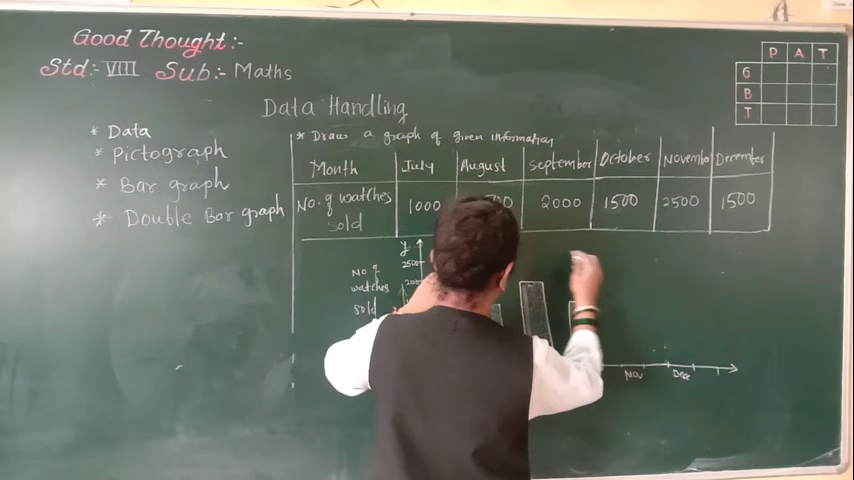 Good Thought:-
Std:- VIII Sub:- Maths
P A T
G
B
T
Data Handling
* Data
* Pictograph
* Bar graph
* Double Bar graph
* Draw a graph of given information
Month July August September October November December
No. of watches sold 1000 2000 1500 2500 1500
y
2500
2000
No of
watches
sold
Nov Dec